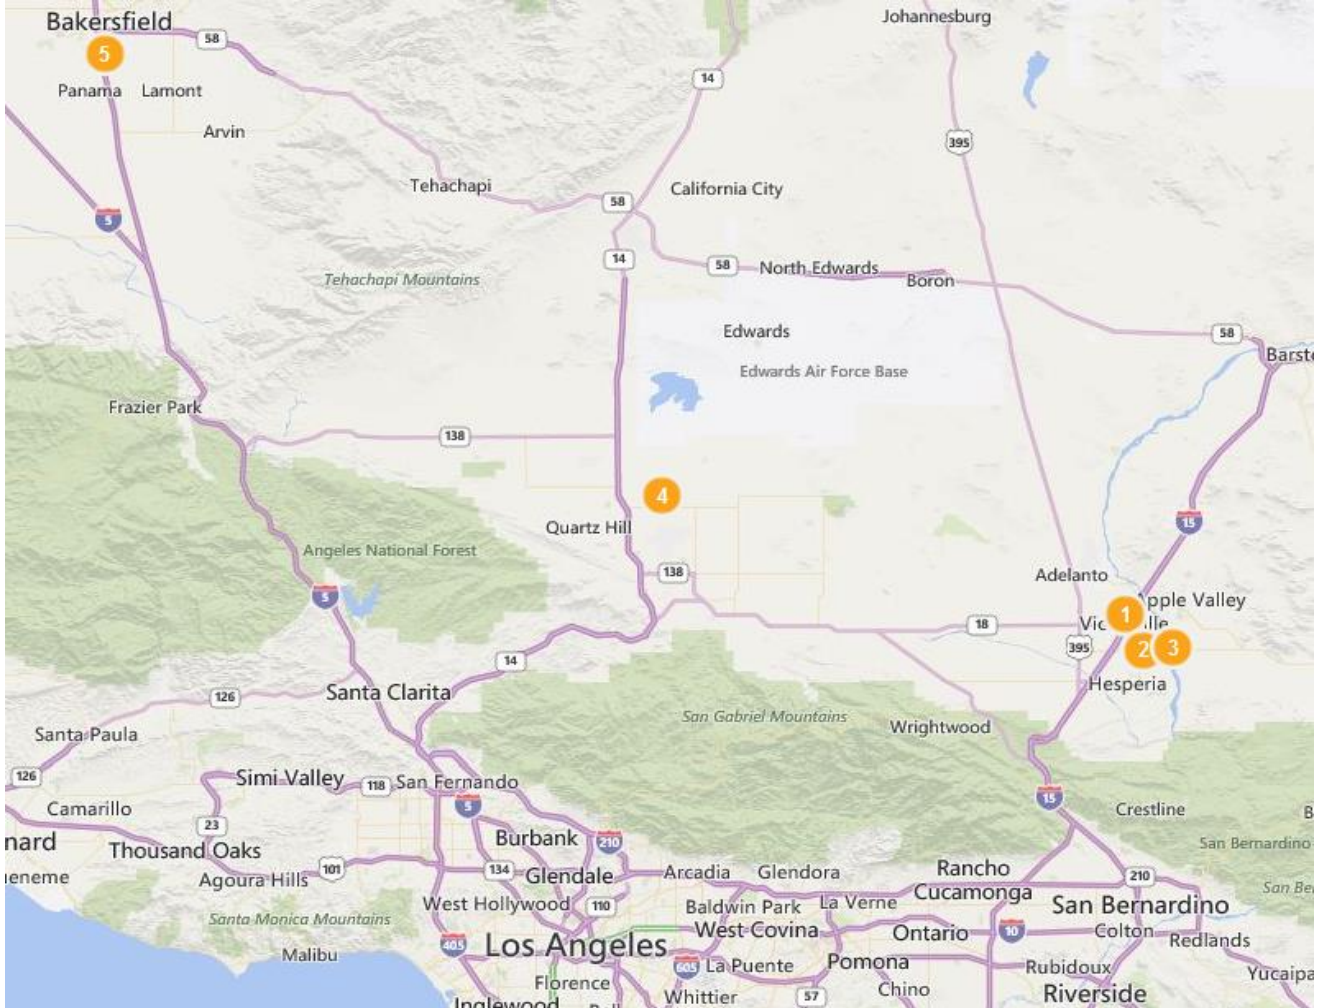 Johannesburg
Bakersfield
58
5
14
Panama Lamont
Arvin
395
Tehachapi
California City
58
5
14
58
North Edwards
Boron
Tehachapi Mountains
Edwards
58
Edwards Air Force Base
Frazier Park
138
4
Quartz Hill
15
Angeles National Forest
138
Adelanto
5
Apple Valley
1
18
395
2
3
14
Hesperia
Santa Clarita
126
San Gabriel Mountains
Wrightwood
Santa Paula
126
Simi Valley
118
San Fernando
15
Camarillo
5
Crestline
23
Burbank
210
San Bernardino
Thousand Oaks
101
134
Glendale
Arcadia
Glendora
Rancho
Cucamonga
210
Agoura Hills
West Hollywood
110
Baldwin Park
La Verne
San Bernardino
Santa Monica Mountains
405
Los Angeles
West Covina
Ontario
10
Colton
Redlands
Malibu
605
La Puente
Pomona
Rubidoux
Florence
Whittier
57
Chino
Riverside